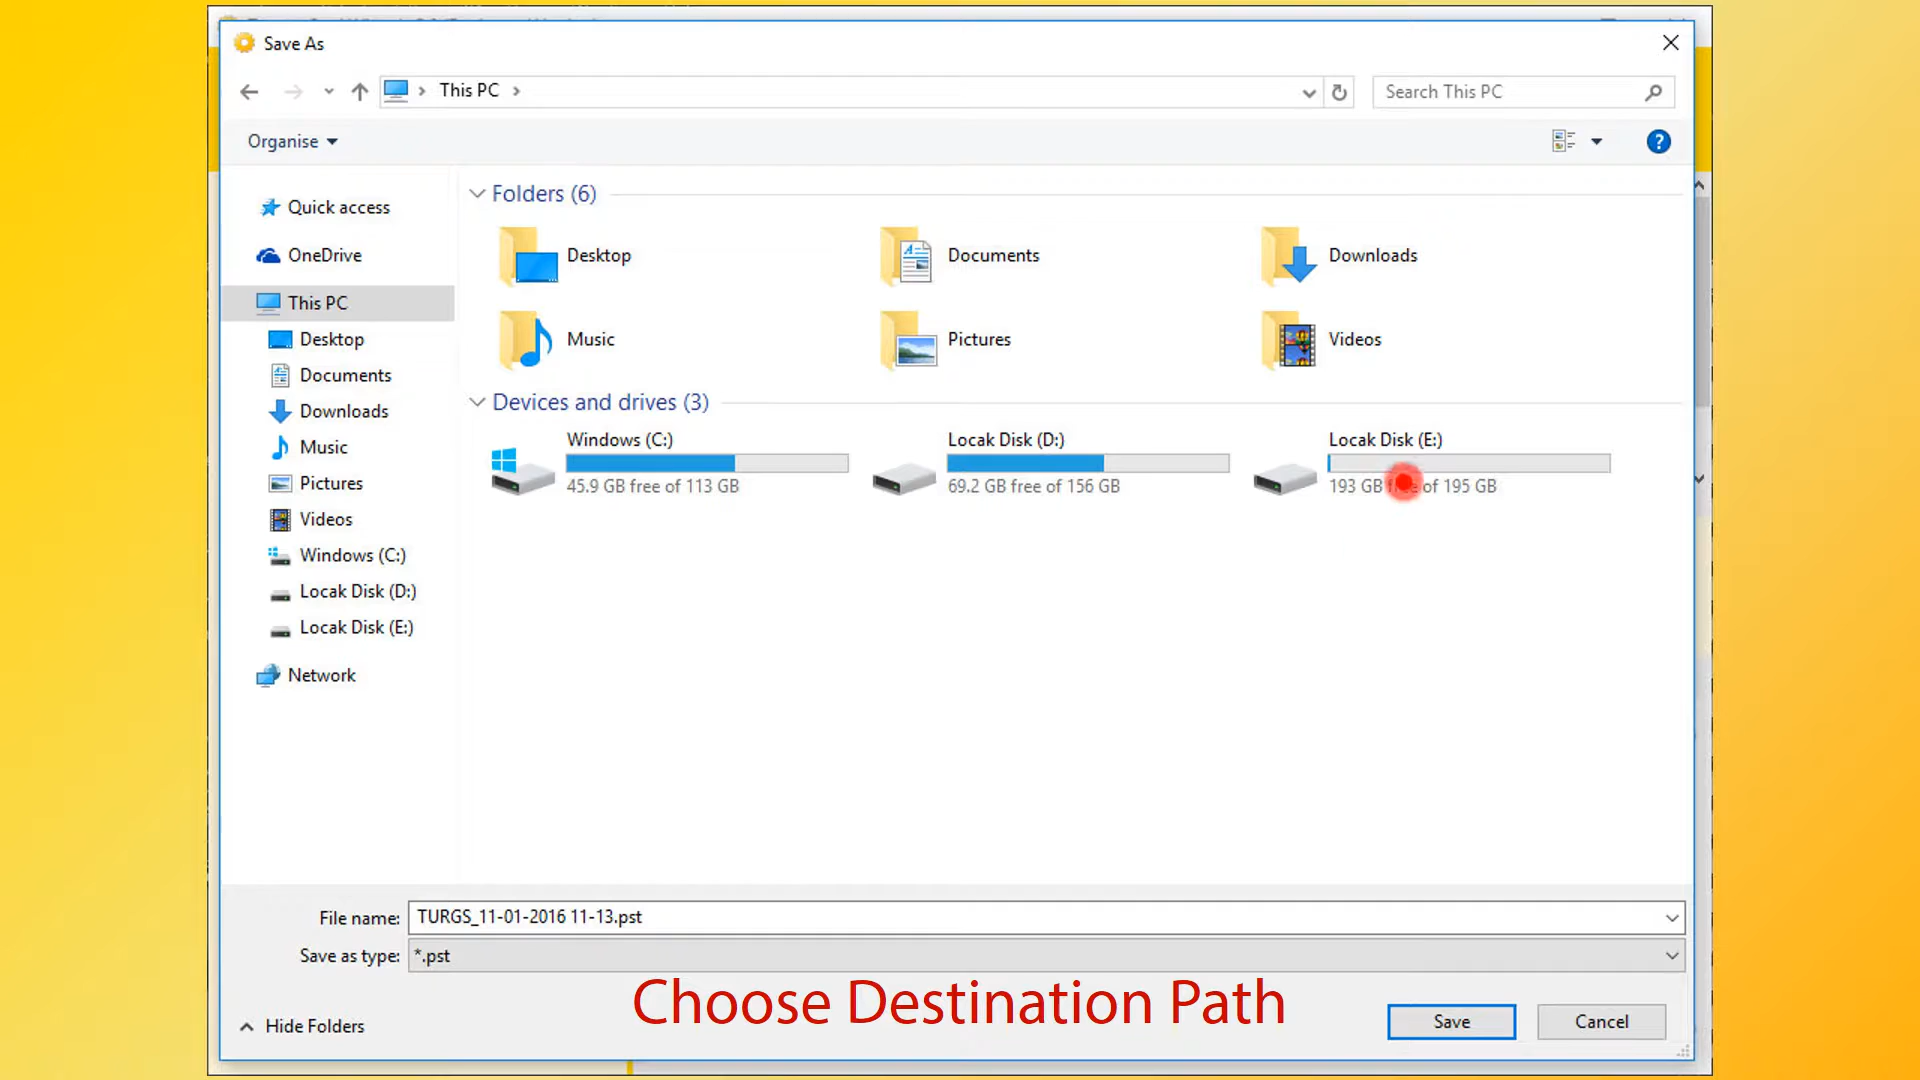 Save As
This PC
Search This PC
Organise
?
Quick access
OneDrive
This PC
Desktop
Documents
Downloads
Music
Pictures
Videos
Windows (C:)
Locak Disk (D:)
Locak Disk (E:)
Network
Folders (6)
Desktop
Documents
Downloads
Music
Pictures
Videos
Devices and drives (3)
Windows (C:)
45.9 GB free of 113 GB
Locak Disk (D:)
69.2 GB free of 156 GB
Locak Disk (E:)
193 GB free of 195 GB
File name: TURGS_11-01-2016 11-13.pst
Save as type: *.pst
Choose Destination Path
Hide Folders
Save
Cancel